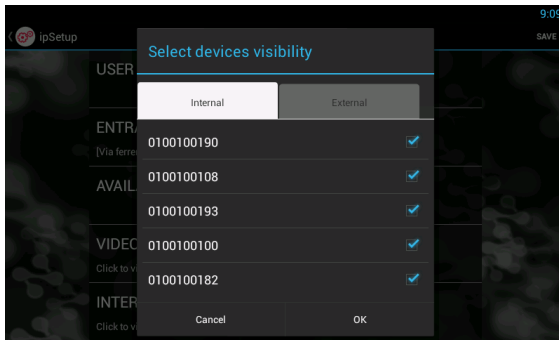 9:09
ipSetup
SAVE
Select devices visibility
USER
Internal
External
ENTRA
[Via ferre
0100100190
0100100108
AVAIL
0100100193
VIDEO
0100100100
Click to vi
0100100182
INTER
Click to vi
Cancel
OK